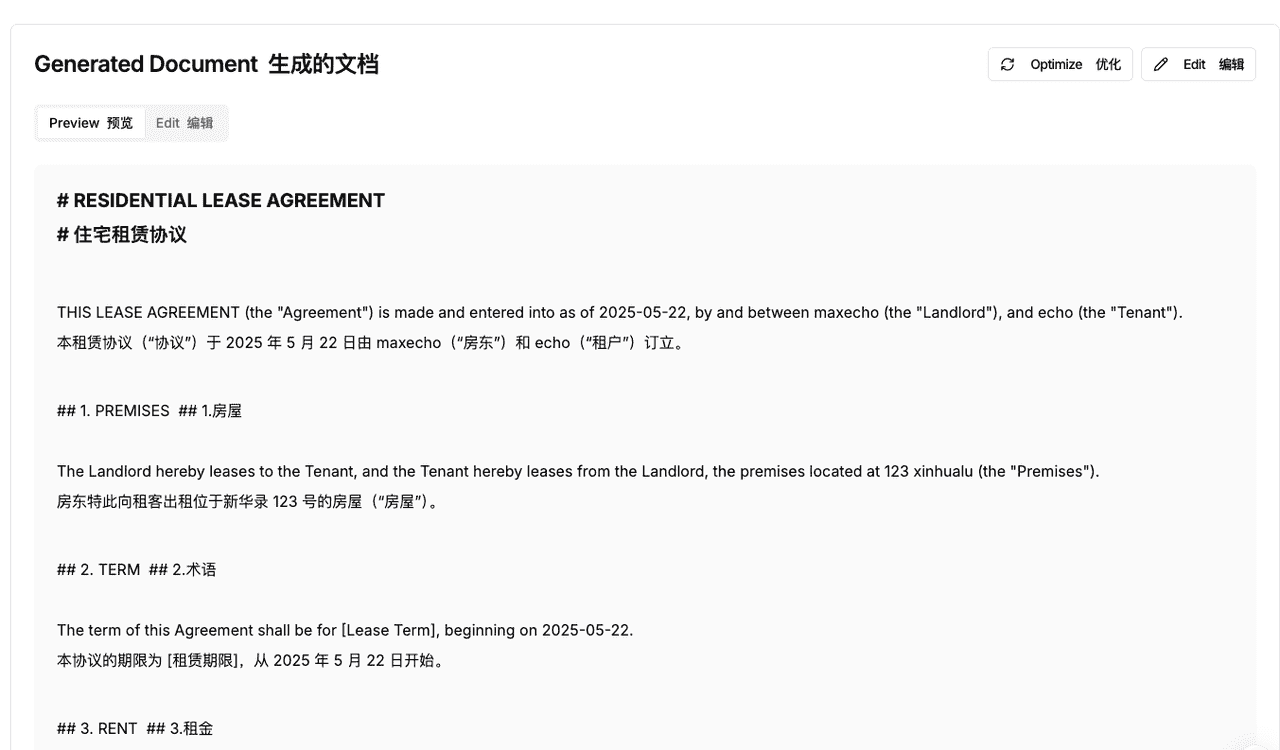 Generated Document 生成的文档
Optimize 优化
Edit 编辑
Preview 预览
Edit 编辑
# RESIDENTIAL LEASE AGREEMENT
# 住宅租赁协议
THIS LEASE AGREEMENT (the "Agreement") is made and entered into as of 2025-05-22, by and between maxecho (the "Landlord"), and echo (the "Tenant").
本租赁协议（“协议”）于 2025 年 5 月 22 日由 maxecho（“房东”）和 echo（“租户”）订立。
## 1. PREMISES ## 1.房屋
The Landlord hereby leases to the Tenant, and the Tenant hereby leases from the Landlord, the premises located at 123 xinhualu (the "Premises").
房东特此向租客出租位于新华录 123 号的房屋（“房屋”）。
## 2. TERM ## 2.术语
The term of this Agreement shall be for [Lease Term], beginning on 2025-05-22.
本协议的期限为 [租赁期限]，从 2025 年 5 月 22 日开始。
## 3. RENT ## 3.租金